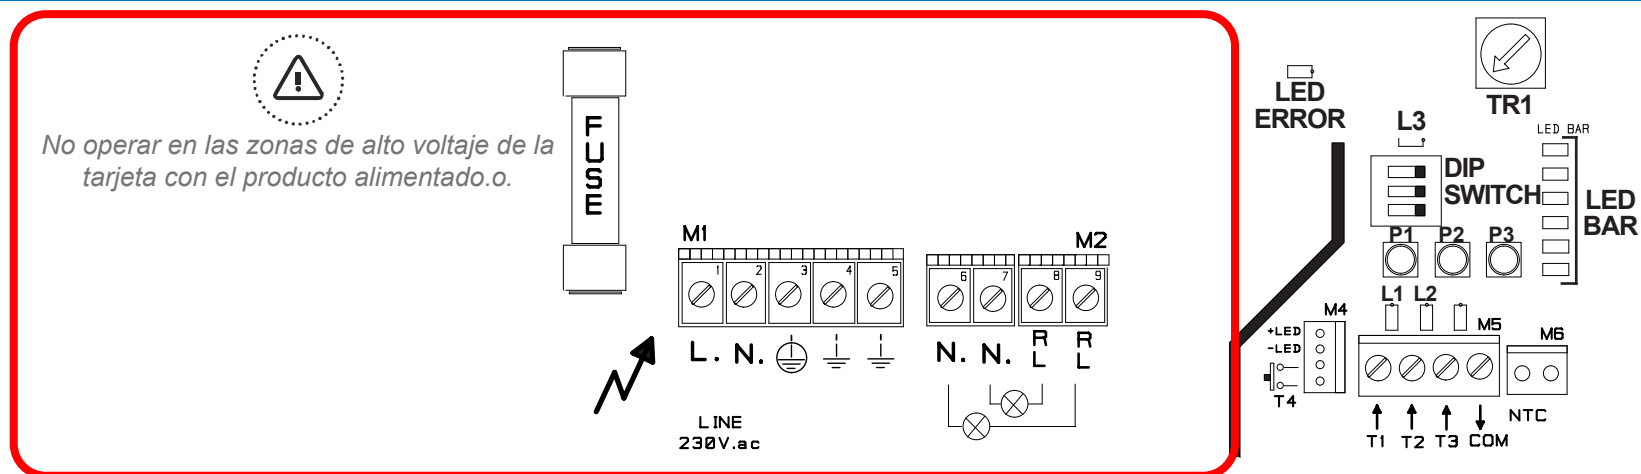 No operar en las zonas de alto voltaje de la
tarjeta con el producto alimentado.o.
FUSE
M1
1 2 3 4 5
L. N.
LINE
230V.ac
M2
6 7 8 9
N. N. RL RL
LED
ERROR
TR1
L3
LED BAR
DIP
SWITCH
LED
BAR
P1 P2 P3
L1 L2
M4
+LED
-LED
T4
M5
T1 T2 T3 COM
M6
NTC